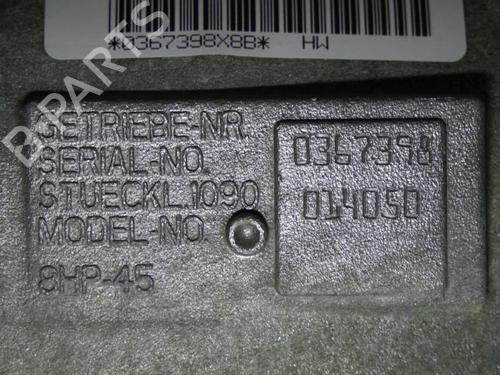 *0367398X8B* HW
GETRIEBE-NR. 0367398
SERIAL-NO.
STUECKL.1090 014050
MODEL-NO.
8HP-45
B-PARTS